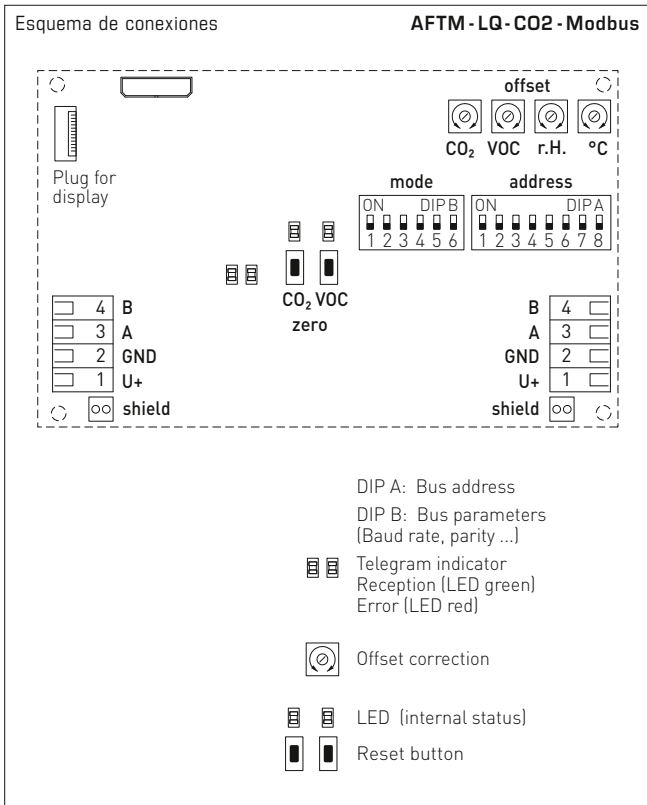 Esquema de conexiones
AFTM - LQ - CO2 - Modbus
offset
CO₂ VOC r.H. °C
Plug for
display
mode
address
ON DIP B
ON DIP A
1 2 3 4 5 6
1 2 3 4 5 6 7 8
CO₂ VOC
zero
4 B
3 A
2 GND
1 U+
shield
B 4
A 3
GND 2
U+ 1
shield
DIP A: Bus address
DIP B: Bus parameters
(Baud rate, parity ...)
Telegram indicator
Reception (LED green)
Error (LED red)
Offset correction
LED (internal status)
Reset button